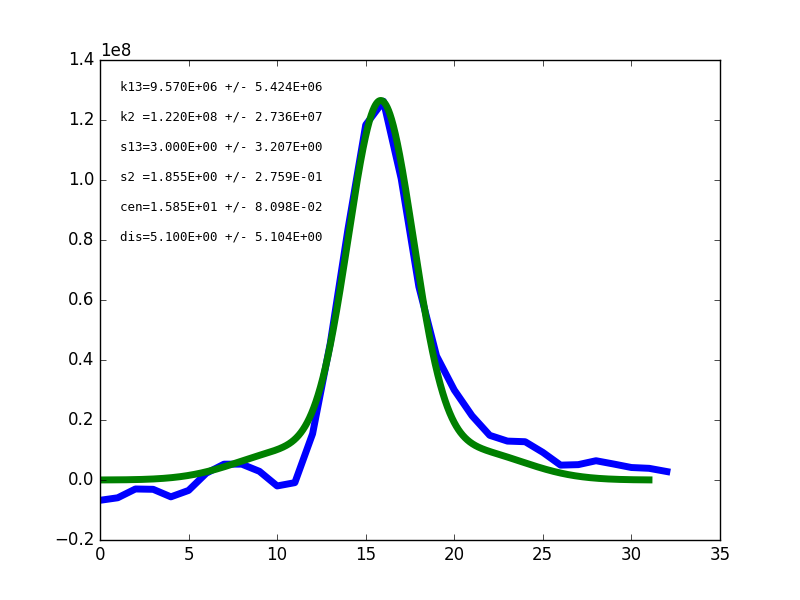 1e8
1.4
1.2
1.0
0.8
0.6
0.4
0.2
0.0
−0.2
k13=9.570E+06 +/- 5.424E+06
k2 =1.220E+08 +/- 2.736E+07
s13=3.000E+00 +/- 3.207E+00
s2 =1.855E+00 +/- 2.759E-01
cen=1.585E+01 +/- 8.098E-02
dis=5.100E+00 +/- 5.104E+00
0 5 10 15 20 25 30 35